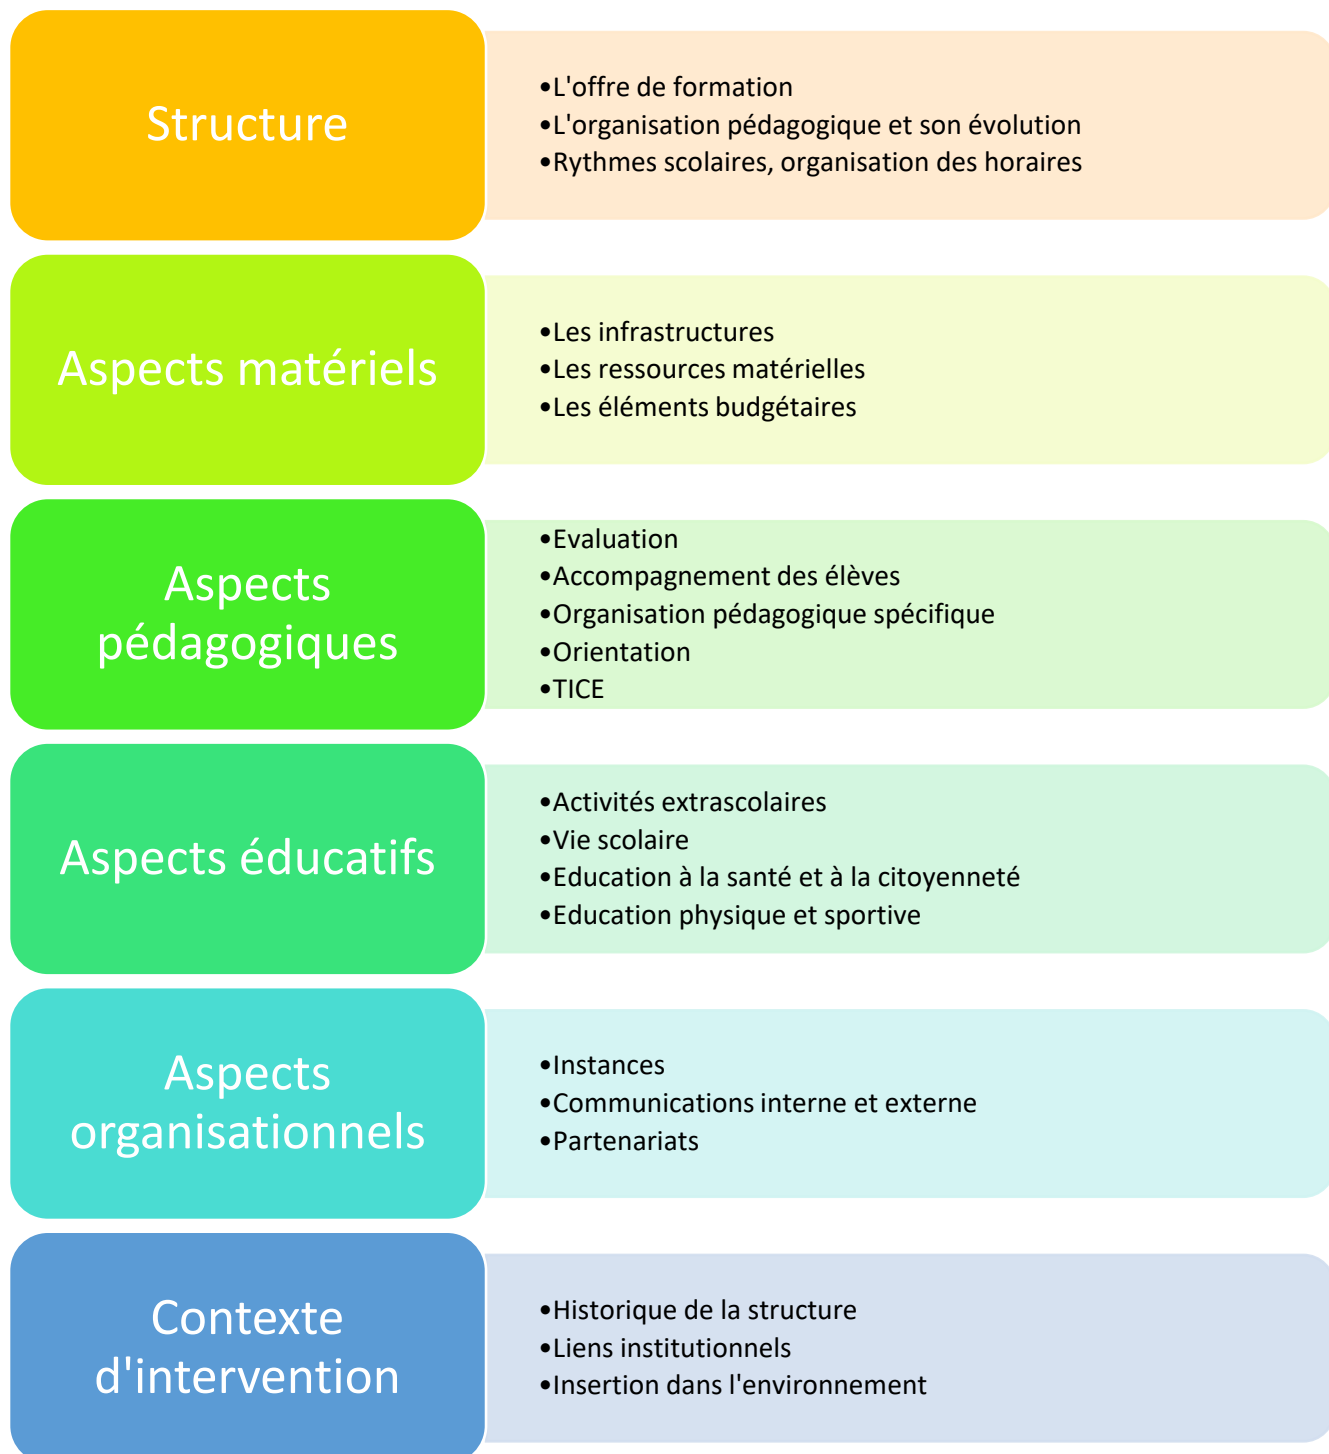 Structure
•L'offre de formation
•L'organisation pédagogique et son évolution
•Rythmes scolaires, organisation des horaires
Aspects matériels
•Les infrastructures
•Les ressources matérielles
•Les éléments budgétaires
Aspects
pédagogiques
•Evaluation
•Accompagnement des élèves
•Organisation pédagogique spécifique
•Orientation
•TICE
Aspects éducatifs
•Activités extrascolaires
•Vie scolaire
•Education à la santé et à la citoyenneté
•Education physique et sportive
Aspects
organisationnels
•Instances
•Communications interne et externe
•Partenariats
Contexte
d'intervention
•Historique de la structure
•Liens institutionnels
•Insertion dans l'environnement